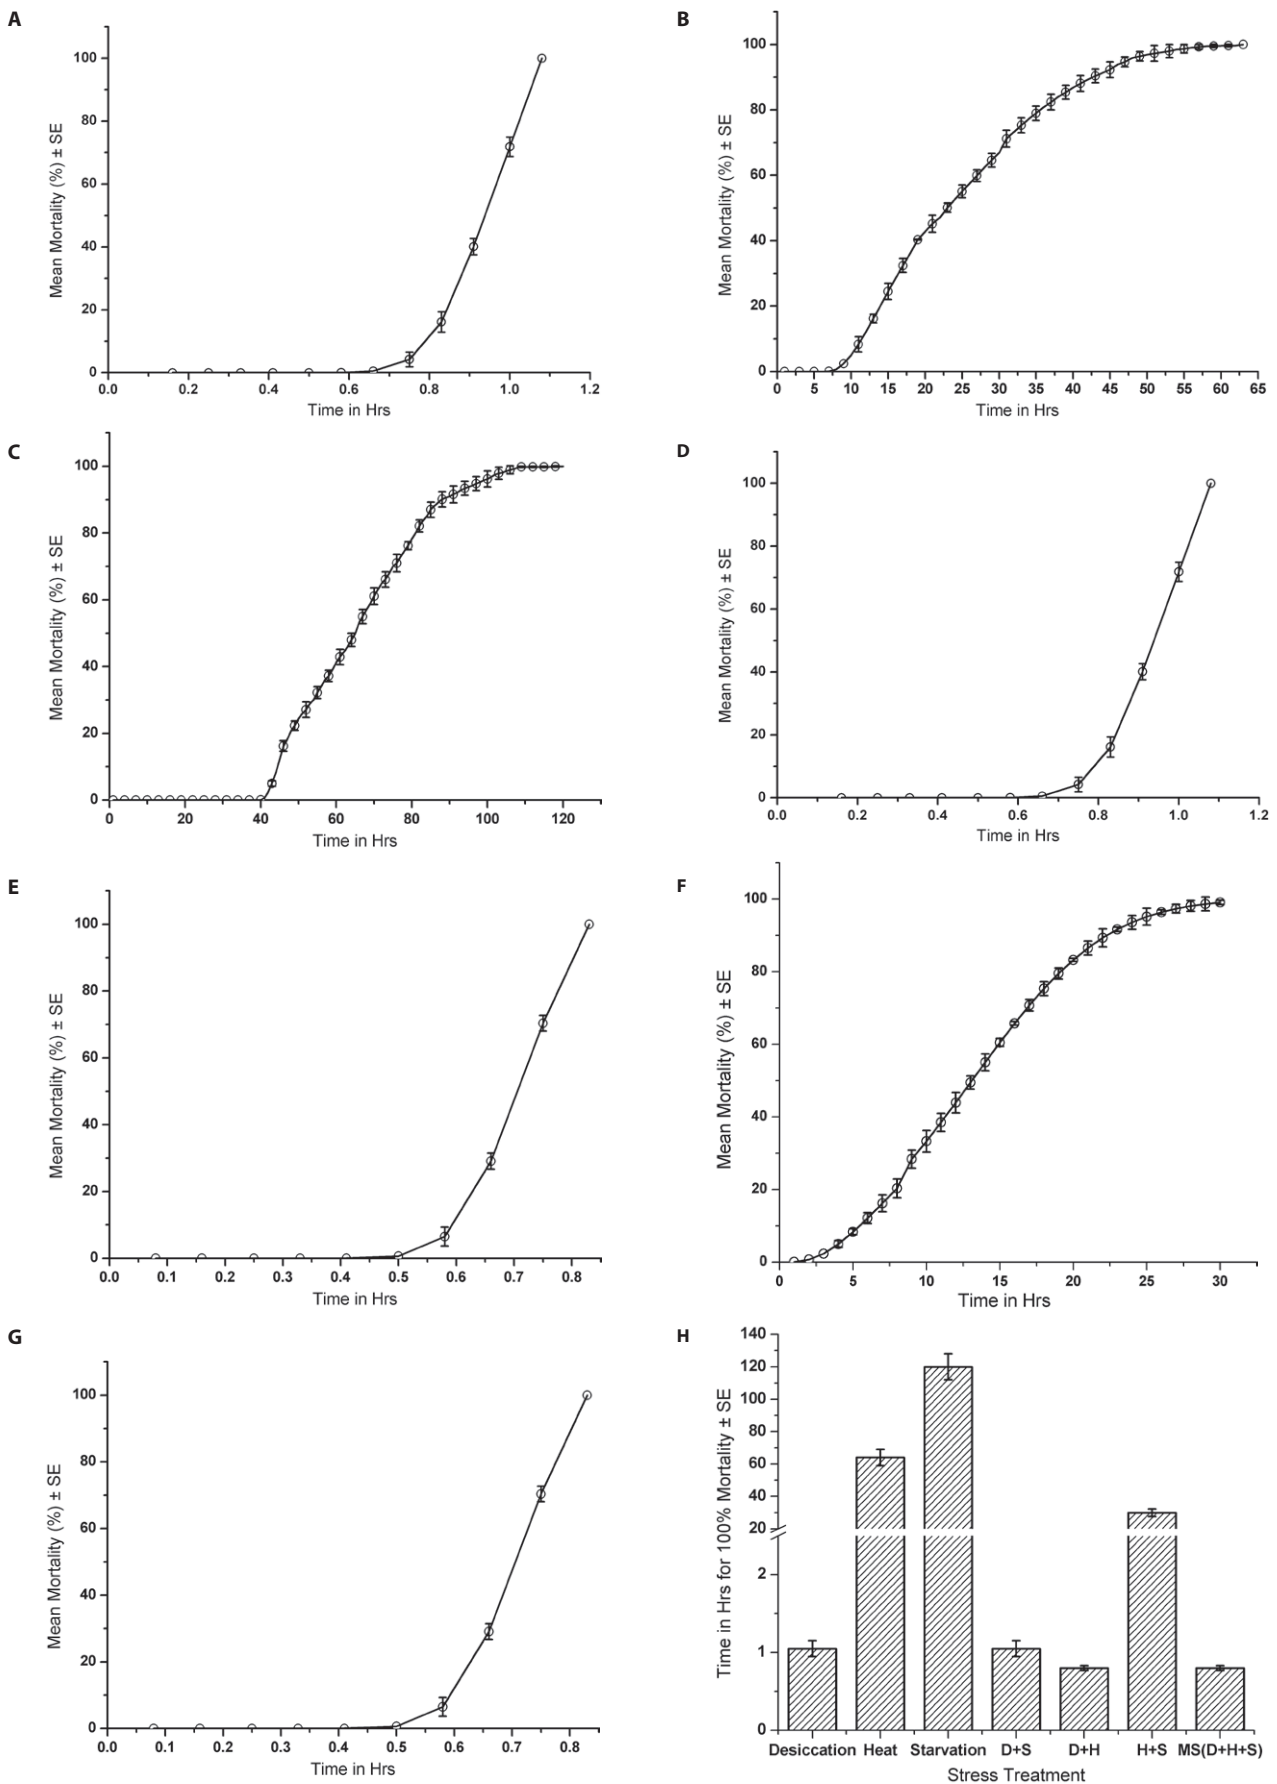 A
Mean Mortality (%) ± SE
100
80
60
40
20
0
0.0 0.2 0.4 0.6 0.8 1.0 1.2
Time in Hrs
B
Mean Mortality (%) ± SE
100
80
60
40
20
0
0 5 10 15 20 25 30 35 40 45 50 55 60 65
Time in Hrs
C
Mean Mortality (%) ± SE
100
80
60
40
20
0
0 20 40 60 80 100 120
Time in Hrs
D
Mean Mortality (%) ± SE
100
80
60
40
20
0
0.0 0.2 0.4 0.6 0.8 1.0 1.2
Time in Hrs
E
Mean Mortality (%) ± SE
100
80
60
40
20
0
0.0 0.1 0.2 0.3 0.4 0.5 0.6 0.7 0.8
Time in Hrs
F
Mean Mortality (%) ± SE
100
80
60
40
20
0
0 5 10 15 20 25 30
Time in Hrs
G
Mean Mortality (%) ± SE
100
80
60
40
20
0
0.0 0.1 0.2 0.3 0.4 0.5 0.6 0.7 0.8
Time in Hrs
H
Time in Hrs for 100% Mortality ± SE
140
120
100
80
60
40
20
2
1
0
Desiccation Heat Starvation D+S D+H H+S MS(D+H+S)
Stress Treatment